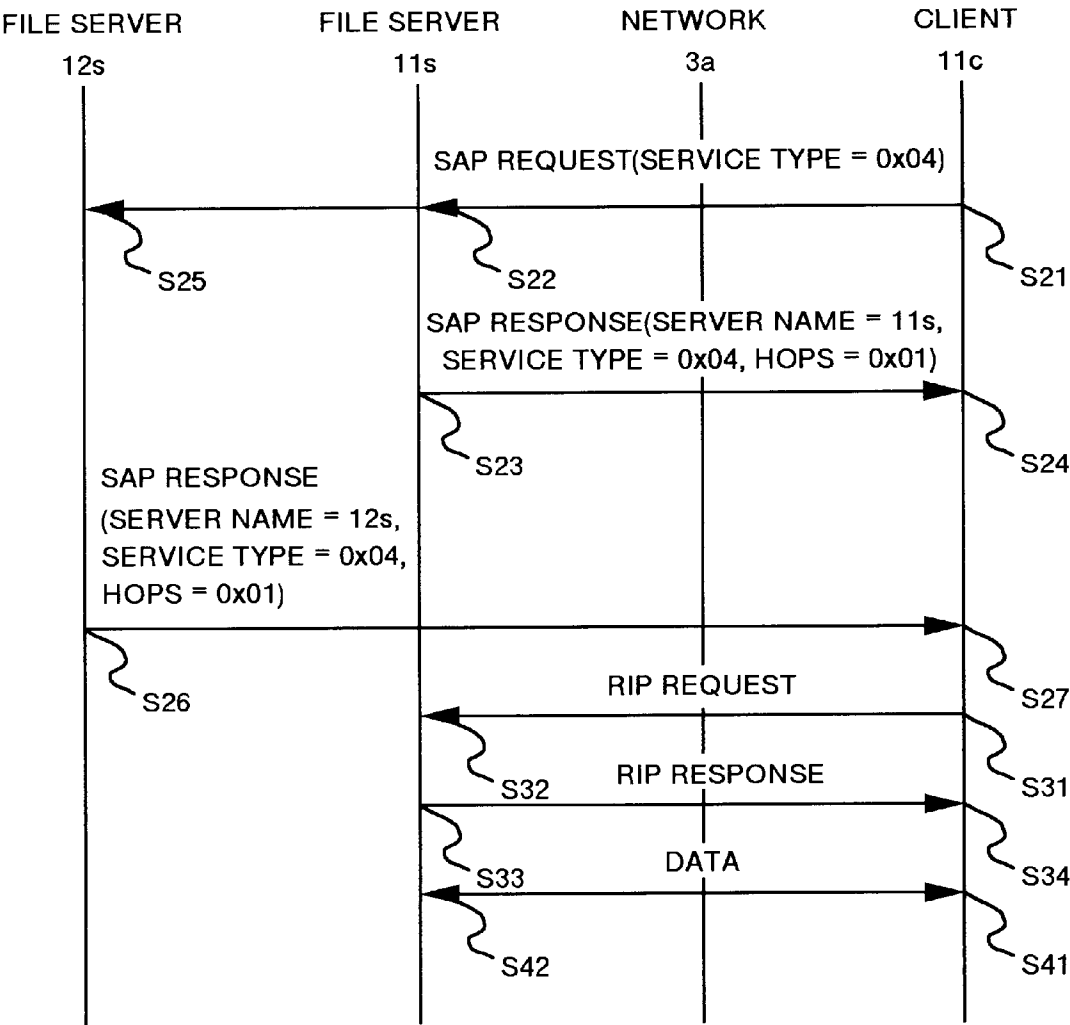 FILE SERVER
12s
FILE SERVER
11s
NETWORK
3a
CLIENT
11c
SAP REQUEST(SERVICE TYPE = 0x04)
S25
S22
S21
SAP RESPONSE(SERVER NAME = 11s,
SERVICE TYPE = 0x04, HOPS = 0x01)
S23
S24
SAP RESPONSE
(SERVER NAME = 12s,
SERVICE TYPE = 0x04,
HOPS = 0x01)
S26
S27
RIP REQUEST
S32
S31
RIP RESPONSE
S33
S34
DATA
S42
S41